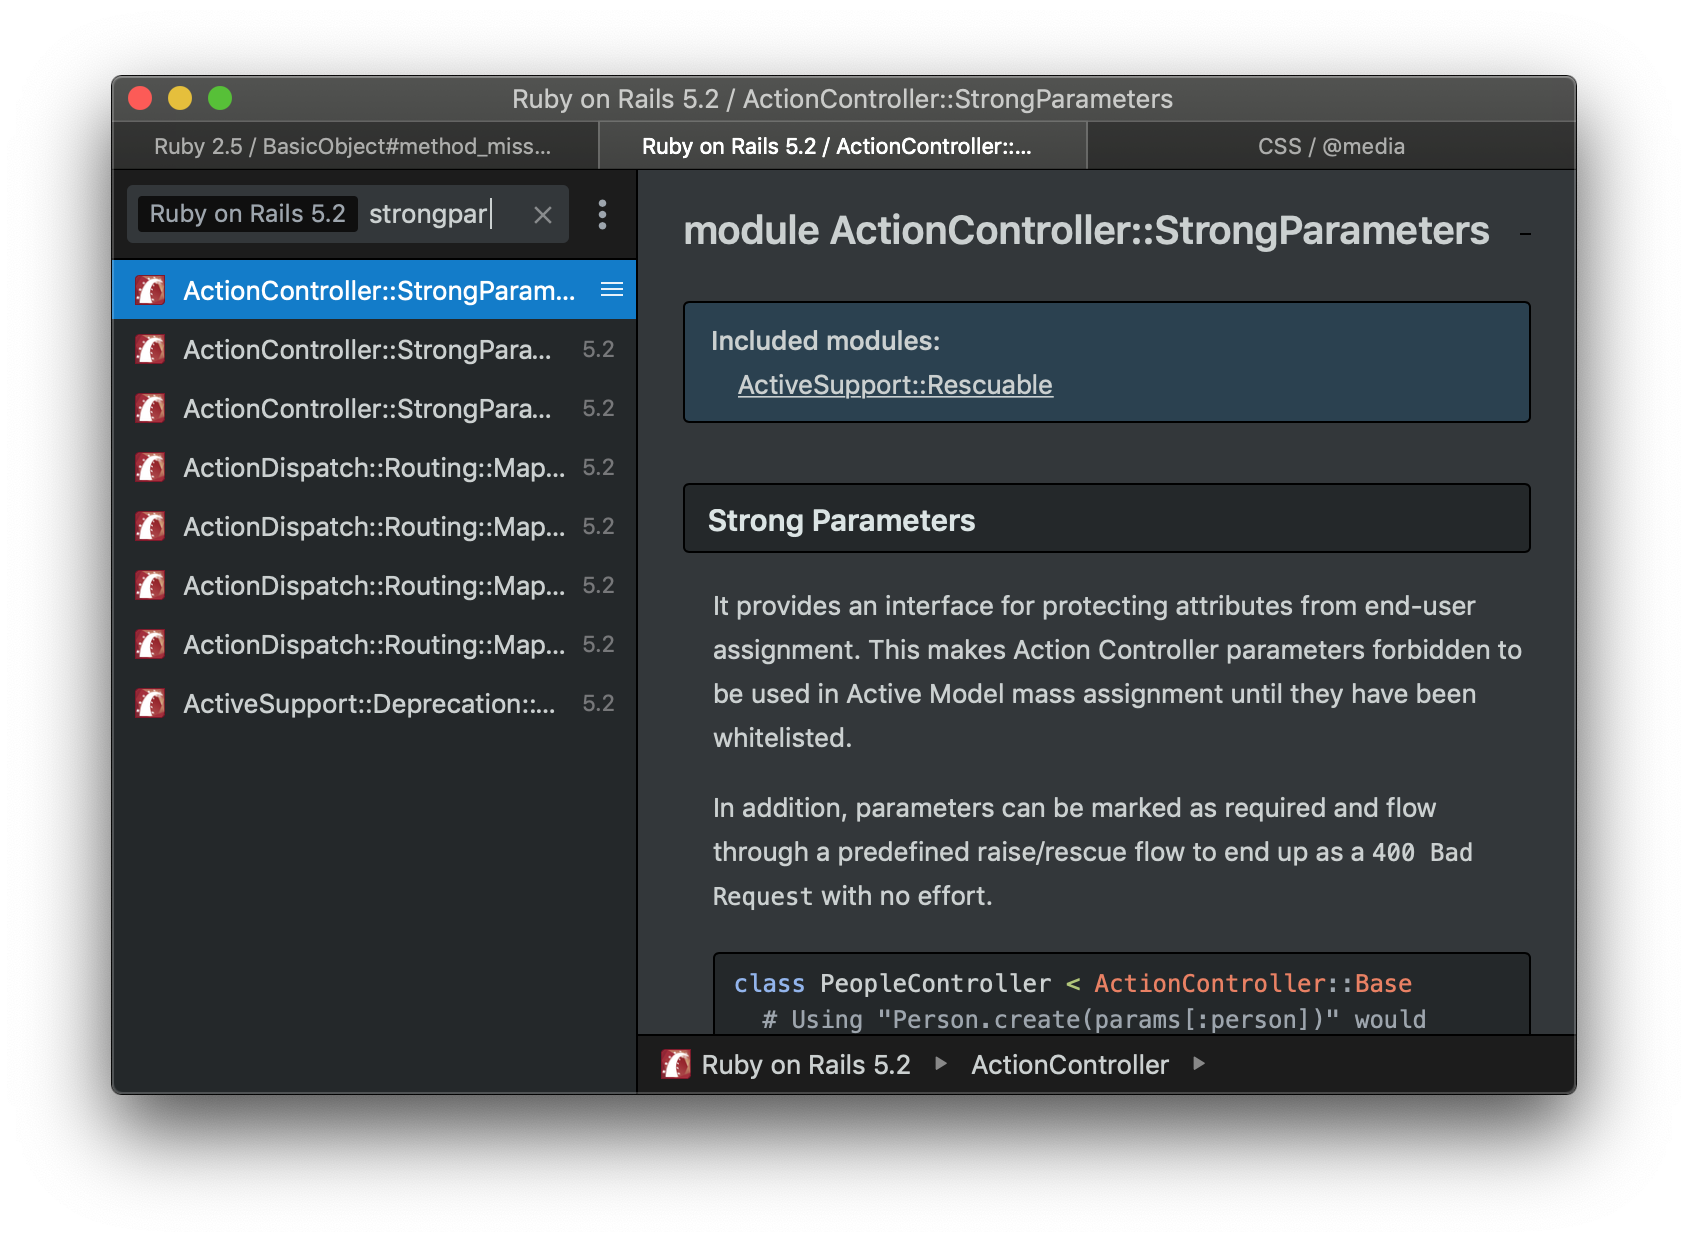 Ruby on Rails 5.2 / ActionController::StrongParameters
Ruby 2.5 / BasicObject#method_miss...
Ruby on Rails 5.2 / ActionController::...
CSS / @media
Ruby on Rails 5.2 strongpar
ActionController::StrongParam...
ActionController::StrongPara... 5.2
ActionController::StrongPara... 5.2
ActionDispatch::Routing::Map... 5.2
ActionDispatch::Routing::Map... 5.2
ActionDispatch::Routing::Map... 5.2
ActionDispatch::Routing::Map... 5.2
ActiveSupport::Deprecation::... 5.2
module ActionController::StrongParameters
Included modules:
ActiveSupport::Rescuable
Strong Parameters
It provides an interface for protecting attributes from end-user
assignment. This makes Action Controller parameters forbidden to
be used in Active Model mass assignment until they have been
whitelisted.
In addition, parameters can be marked as required and flow
through a predefined raise/rescue flow to end up as a 400 Bad
Request with no effort.
class PeopleController < ActionController::Base
# Using "Person.create(params[:person])" would
Ruby on Rails 5.2 ▸ ActionController ▸